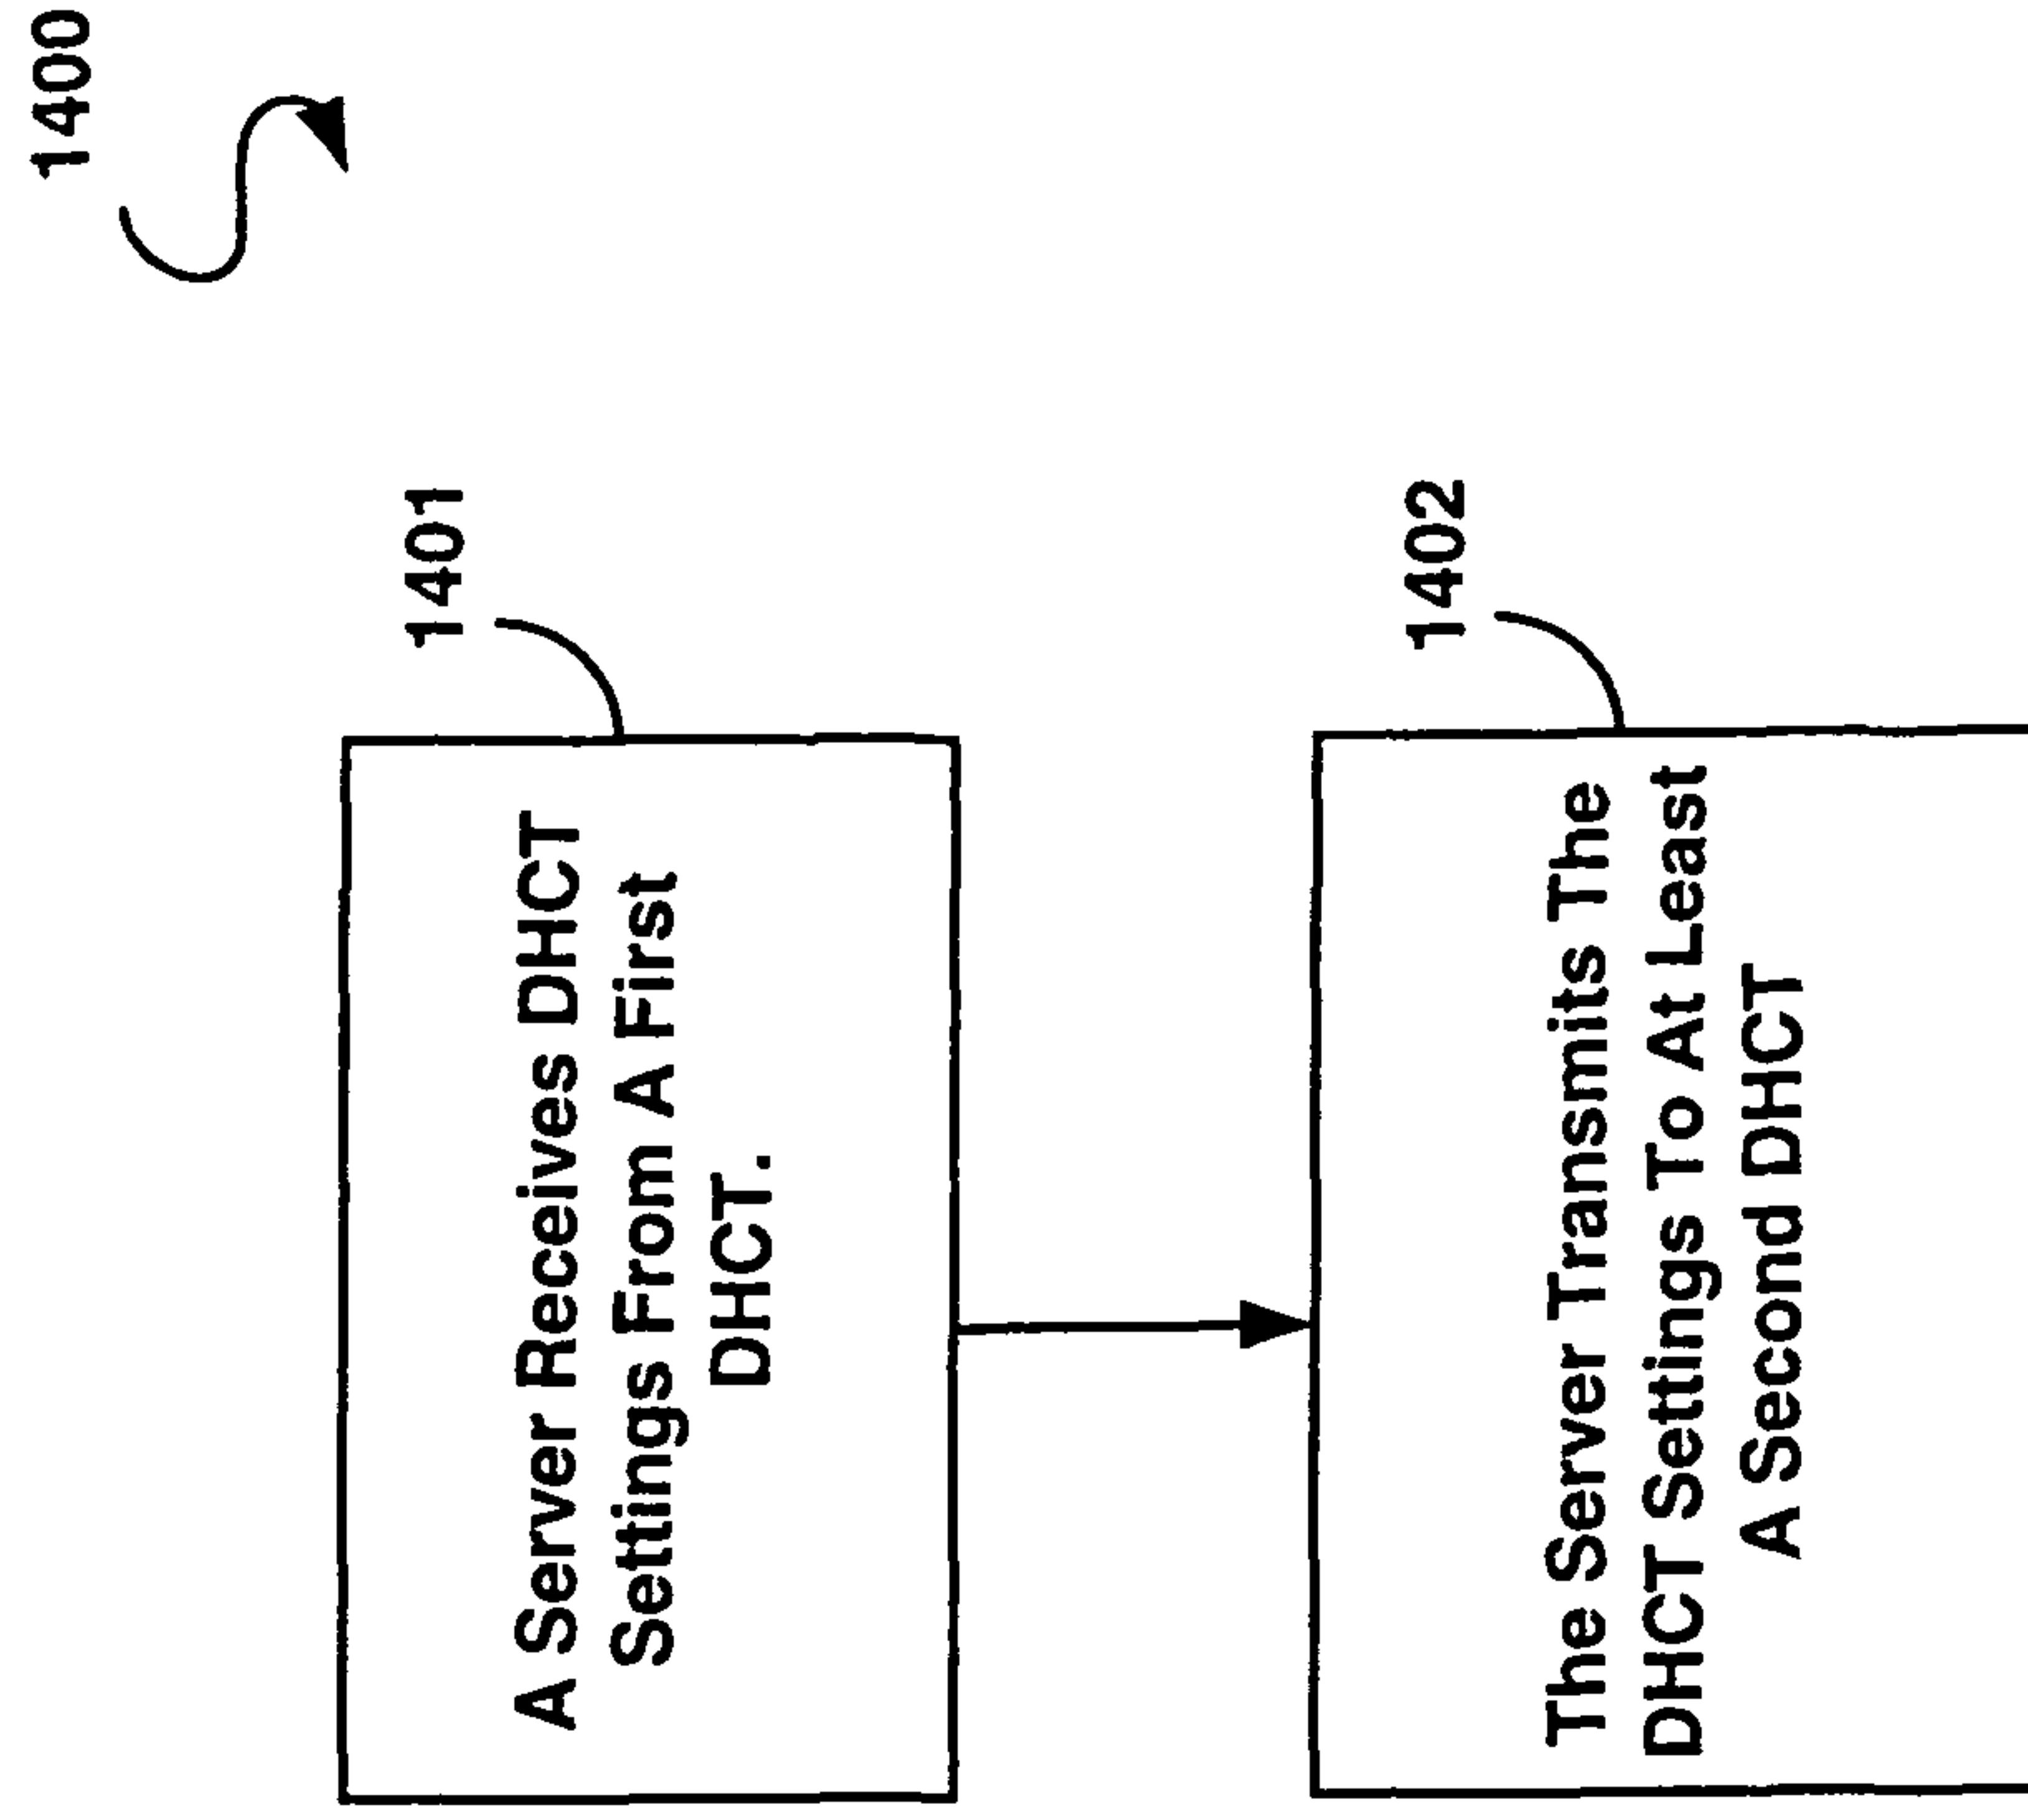 1400
1401
A Server Receives DHCT
Settings From A First
DHCT.
1402
The Server Transmits The
DHCT Settings To At Least
A Second DHCT